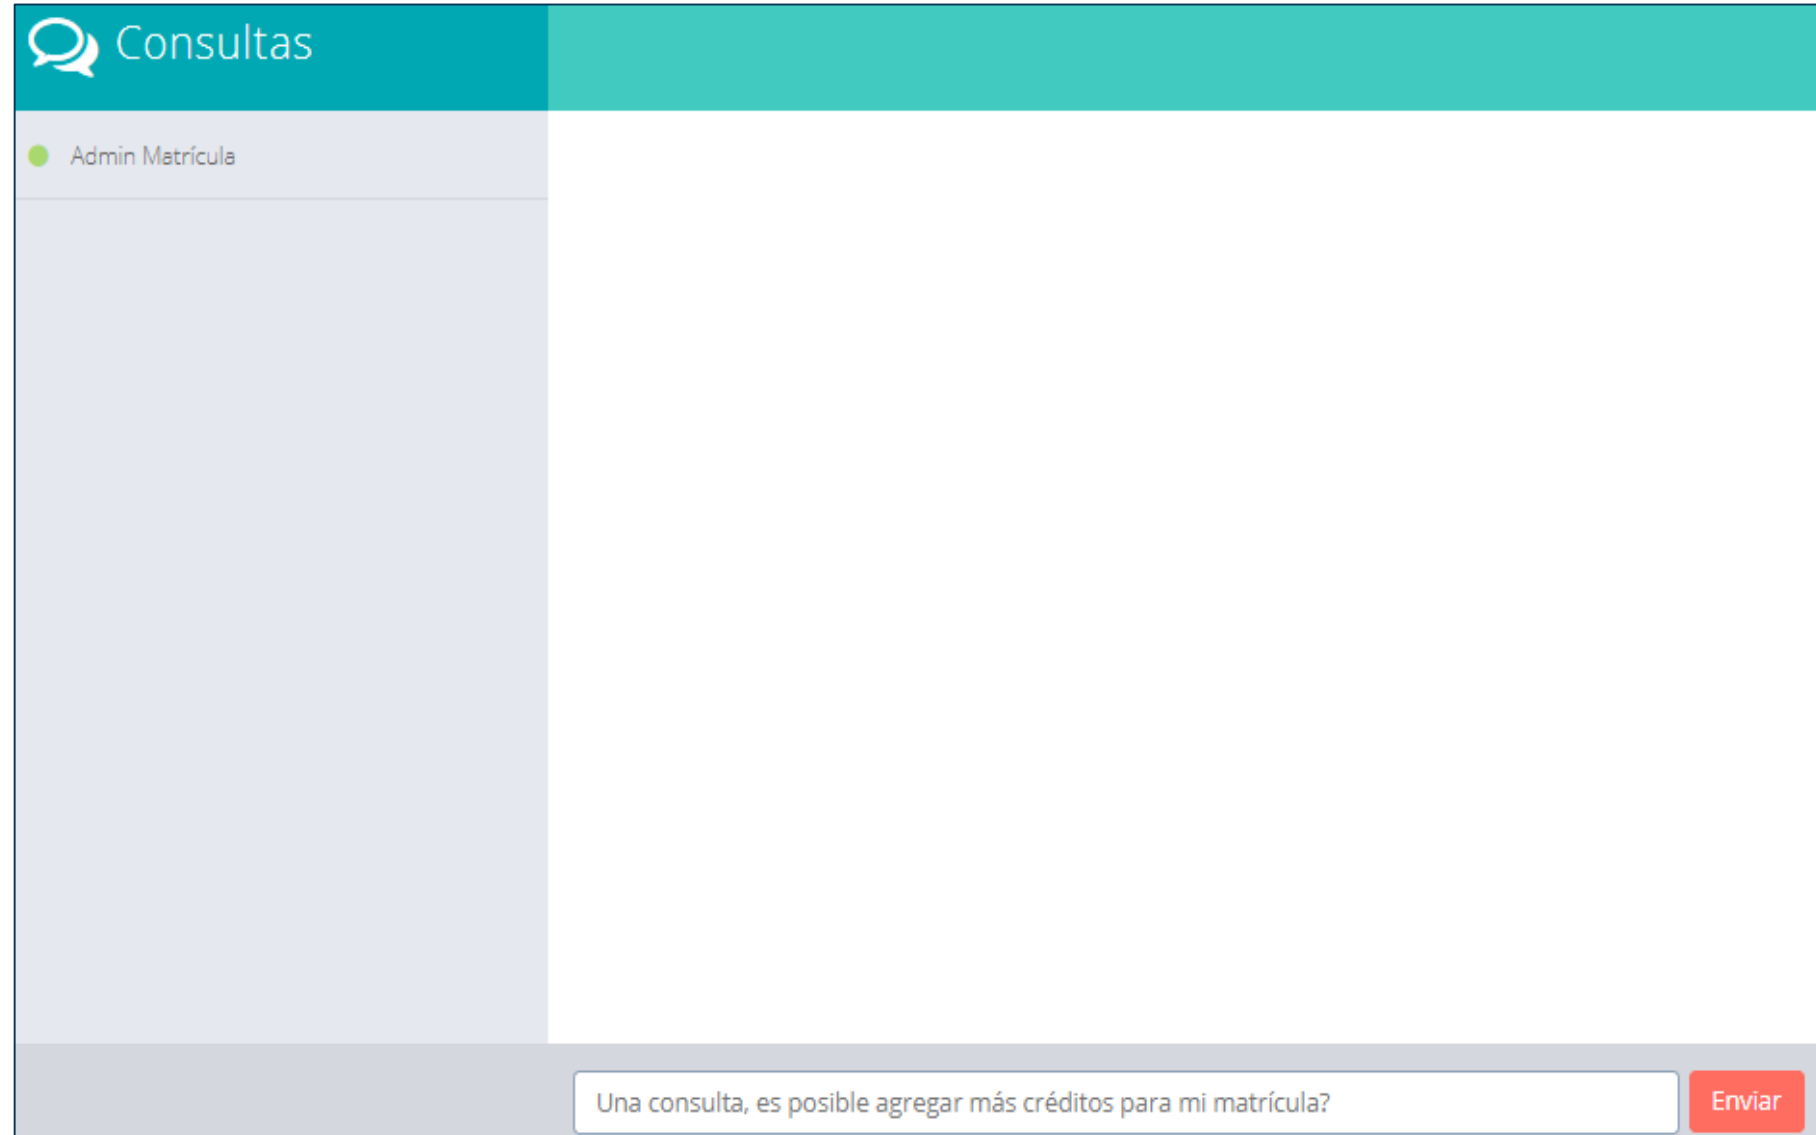 Consultas
Admin Matrícula
Una consulta, es posible agregar más créditos para mi matrícula?
Enviar